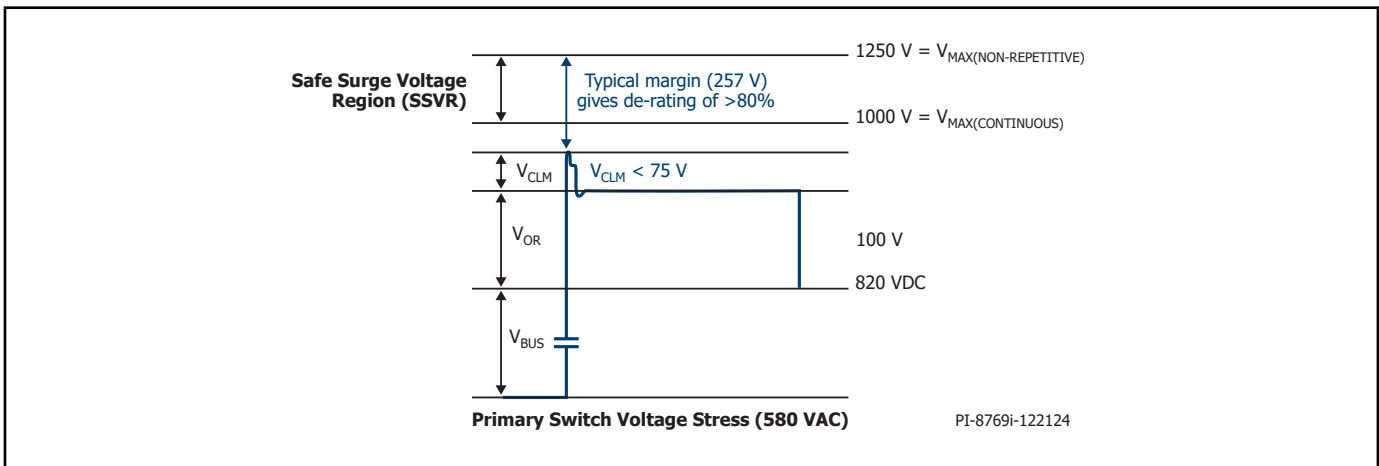 1250 V = VMAX(NON-REPETITIVE)
Safe Surge Voltage
Region (SSVR)
Typical margin (257 V)
gives de-rating of >80%
1000 V = VMAX(CONTINUOUS)
VCLM
VCLM < 75 V
VOR
100 V
820 VDC
VBUS
Primary Switch Voltage Stress (580 VAC)
PI-8769i-122124